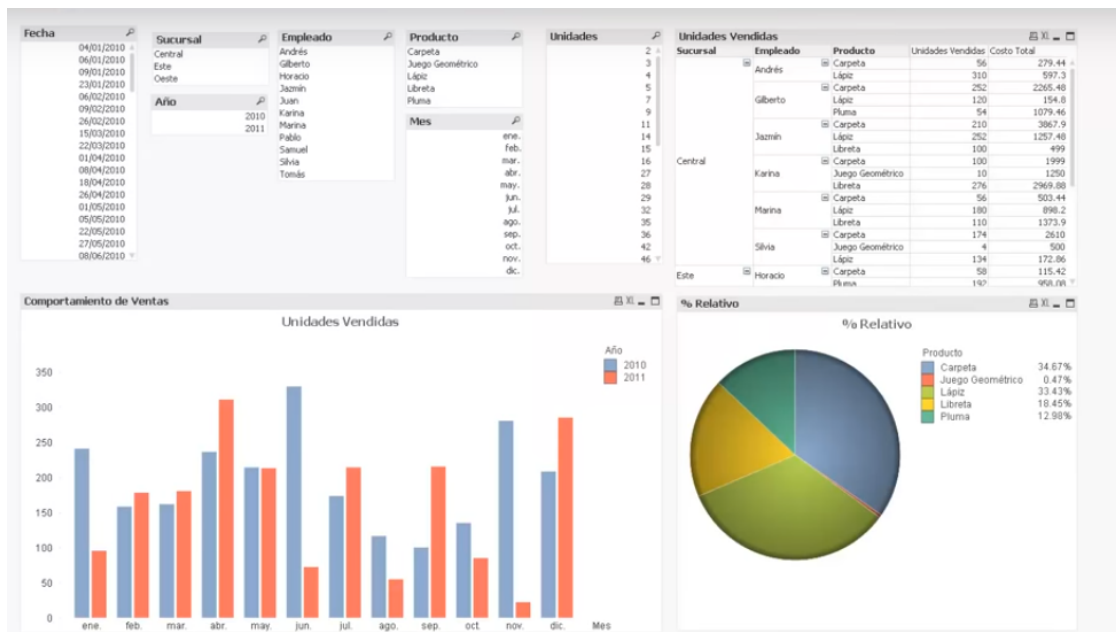 Fecha
04/01/2010
06/01/2010
09/01/2010
23/01/2010
06/02/2010
09/02/2010
26/02/2010
15/03/2010
22/03/2010
01/04/2010
08/04/2010
18/04/2010
26/04/2010
01/05/2010
05/05/2010
22/05/2010
27/05/2010
08/06/2010
Sucursal
Central
Este
Oeste
Año
2010
2011
Empleado
Andrés
Gilberto
Horacio
Jazmín
Juan
Karina
Marina
Pablo
Samuel
Silvia
Tomás
Producto
Carpeta
Juego Geométrico
Lápiz
Libreta
Pluma
Mes
ene.
feb.
mar.
abr.
may.
jun.
jul.
ago.
sep.
oct.
nov.
dic.
Unidades
2
3
4
5
7
9
11
14
15
16
27
28
29
32
35
36
42
46
Unidades Vendidas
XL
Sucursal Empleado Producto Unidades Vendidas Costo Total
Central Andrés Carpeta 56 279.44
Lápiz 310 597.3
Gilberto Carpeta 252 2265.48
Lápiz 120 154.8
Pluma 54 1079.46
Jazmín Carpeta 210 3867.9
Lápiz 252 1257.48
Libreta 100 499
Karina Carpeta 100 1999
Juego Geométrico 10 1250
Libreta 276 2969.88
Marina Carpeta 56 503.44
Lápiz 180 898.2
Libreta 110 1373.9
Silvia Carpeta 174 2610
Juego Geométrico 4 500
Lápiz 134 172.86
Este Horacio Carpeta 58 115.42
Pluma 192 958.08
Comportamiento de Ventas
XL
Unidades Vendidas
Año
2010
2011
350
300
250
200
150
100
50
0
ene. feb. mar. abr. may. jun. jul. ago. sep. oct. nov. dic. Mes
% Relativo
XL
% Relativo
Producto
Carpeta 34.67%
Juego Geométrico 0.47%
Lápiz 33.43%
Libreta 18.45%
Pluma 12.98%